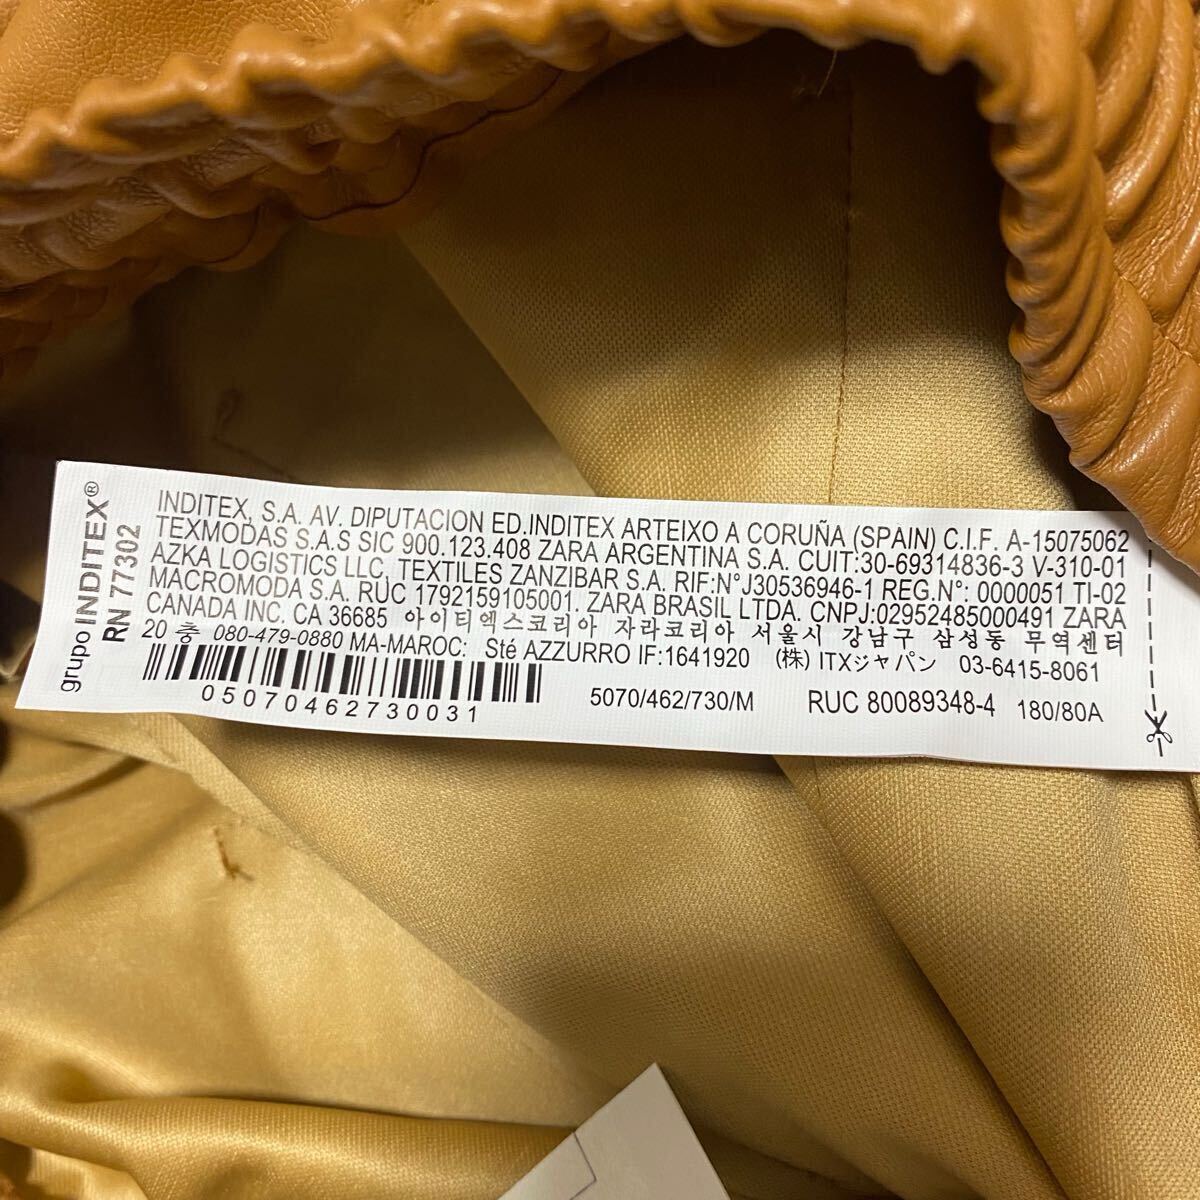 grupo INDITEX®
RN 77302
INDITEX, S.A. AV. DIPUTACION ED.INDITEX ARTEIXO A CORUÑA (SPAIN) C.I.F. A-15075062
TEXMODAS S.A.S SIC 900.123.408 ZARA ARGENTINA S.A. CUIT:30-69314836-3 V-310-01
AZKA LOGISTICS LLC, TEXTILES ZANZIBAR S.A. RIF:N°J30536946-1 REG.N°: 0000051 TI-02
MACROMODA S.A. RUC 1792159105001. ZARA BRASIL LTDA. CNPJ:02952485000491 ZARA
CANADA INC. CA 36685 아이티엑스코리아 자라코리아 서울시 강남구 삼성동 무역센터
20 층 080-479-0880 MA-MAROC: Sté AZZURRO IF:1641920 (株) ITXジャパン 03-6415-8061
05070462730031 5070/462/730/M RUC 80089348-4 180/80A